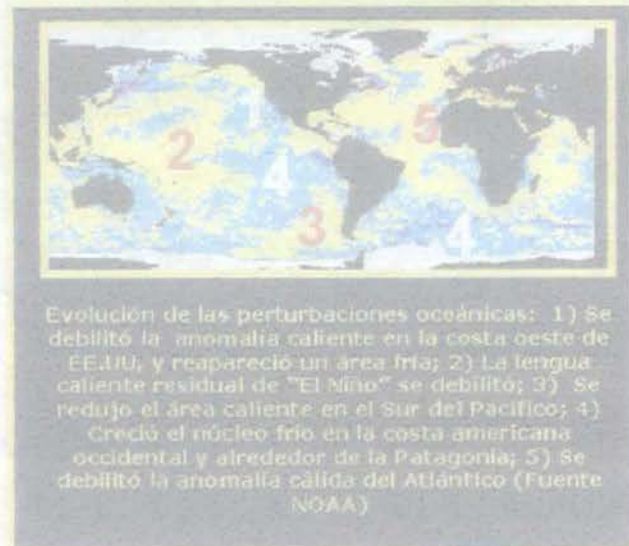 1
2
4
3
4
5
Evolución de las perturbaciones oceánicas: 1) Se
debilitó la anomalía caliente en la costa oeste de
EE.UU, y reapareció un área fría; 2) La lengua
caliente residual de "El Niño" se debilitó; 3) Se
redujo el área caliente en el Sur del Pacífico; 4)
Creció el núcleo frío en la costa americana
occidental y alrededor de la Patagonia; 5) Se
debilitó la anomalía cálida del Atlántico (Fuente
NOAA)